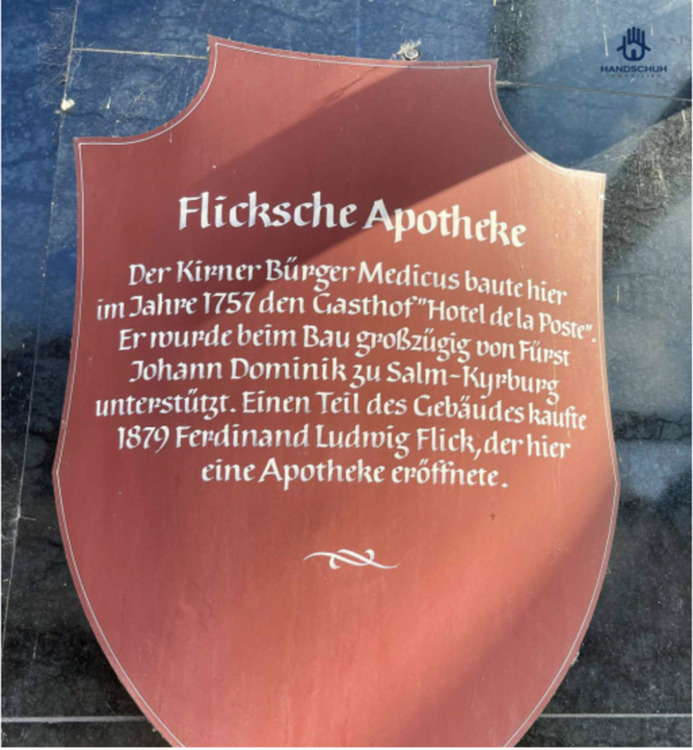 HANDSCHUH
IMMOBILIEN
Flicksche Apotheke
Der Kirner Bürger Medicus baute hier
im Jahre 1757 den Gasthof "Hotel de la Poste".
Er wurde beim Bau großzügig von Fürst
Johann Dominik zu Salm-Kyrburg
unterstützt. Einen Teil des Gebäudes kaufte
1879 Ferdinand Ludwig Flick, der hier
eine Apotheke eröffnete.